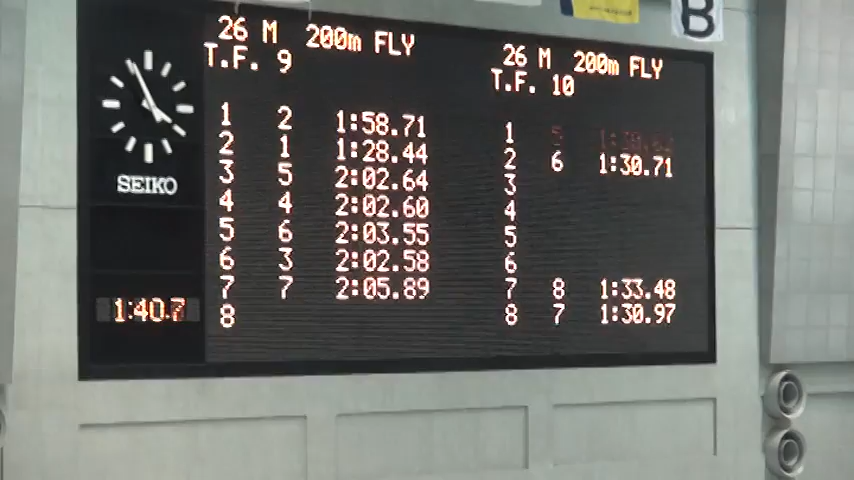 B
26 M 200m FLY
T.F. 9
1 2 1:58.71
2 1 1:28.44
3 5 2:02.64
4 4 2:02.60
5 6 2:03.55
6 3 2:02.58
7 7 2:05.89
8
26 M 200m FLY
T.F. 10
1
2 6 1:30.71
3
4
5
6
7 8 1:33.48
8 7 1:30.97
SEIKO
1:40.7